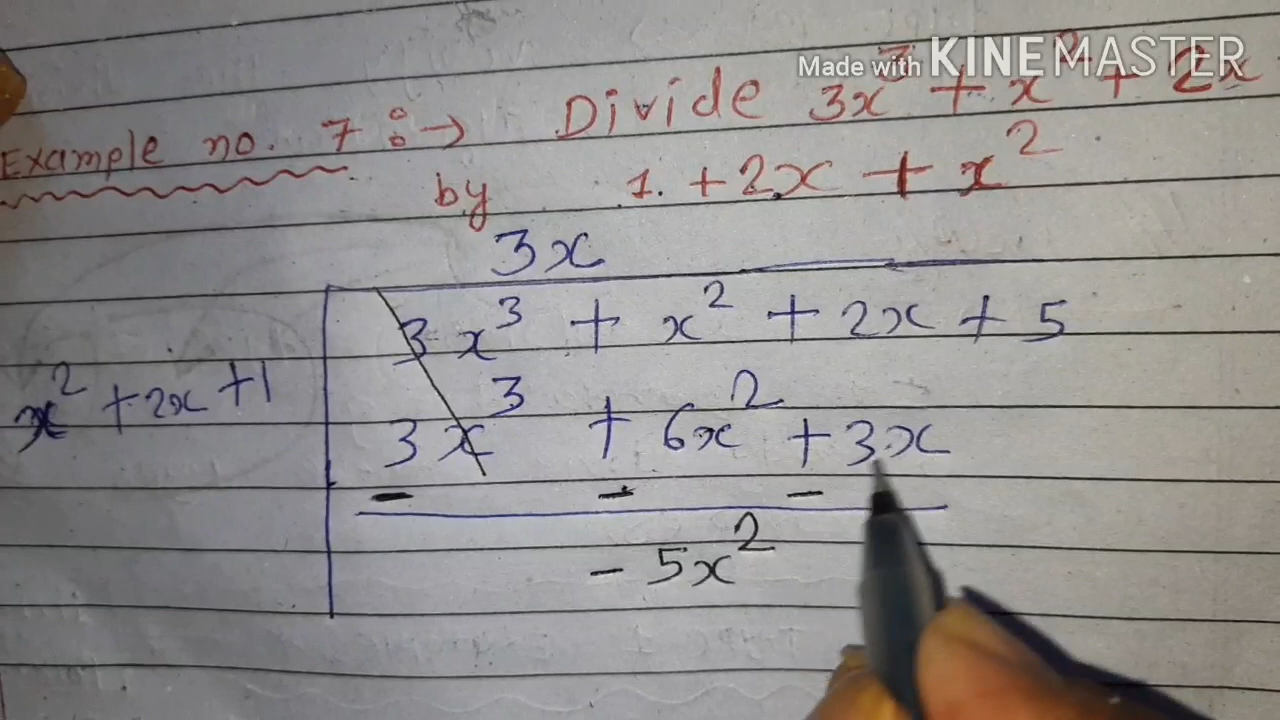 Made with KINEMASTER
Example no. 7 :→ Divide 3x³ + x² + 2x
by 1. + 2x + x²
3x
3x³ + x² + 2x + 5
x² + 2x + 1
3x³ + 6x² + 3x
- - -
- 5x²